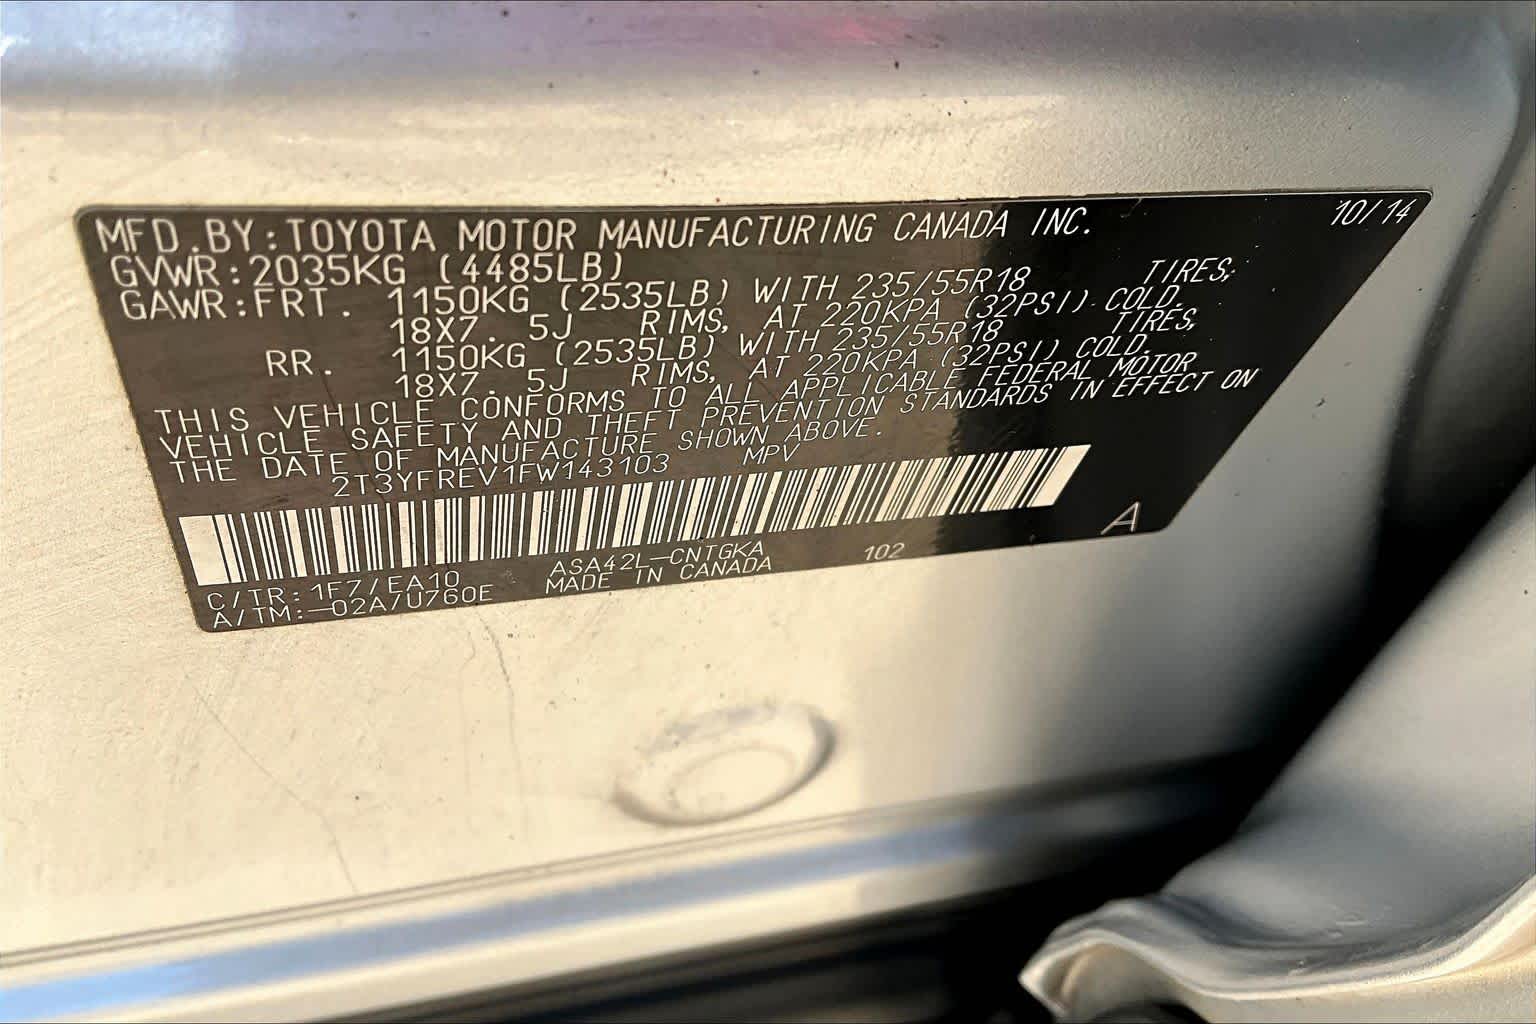 MFD.BY:TOYOTA MOTOR MANUFACTURING CANADA INC. 10/14
GVWR:2035KG (4485LB)
GAWR:FRT. 1150KG (2535LB) WITH 235/55R18 TIRES;
18X7. 5J RIMS, AT 220KPA (32PSI) COLD.
RR. 1150KG (2535LB) WITH 235/55R18 TIRES,
18X7. 5J RIMS, AT 220KPA (32PSI) COLD.
THIS VEHICLE CONFORMS TO ALL APPLICABLE FEDERAL MOTOR
VEHICLE SAFETY AND THEFT PREVENTION STANDARDS IN EFFECT ON
THE DATE OF MANUFACTURE SHOWN ABOVE.
2T3YFREV1FW143103 MPV
A
C/TR:1F7/EA10 ASA42L-CNTGKA 102
A/TM:-02A/U760E MADE IN CANADA